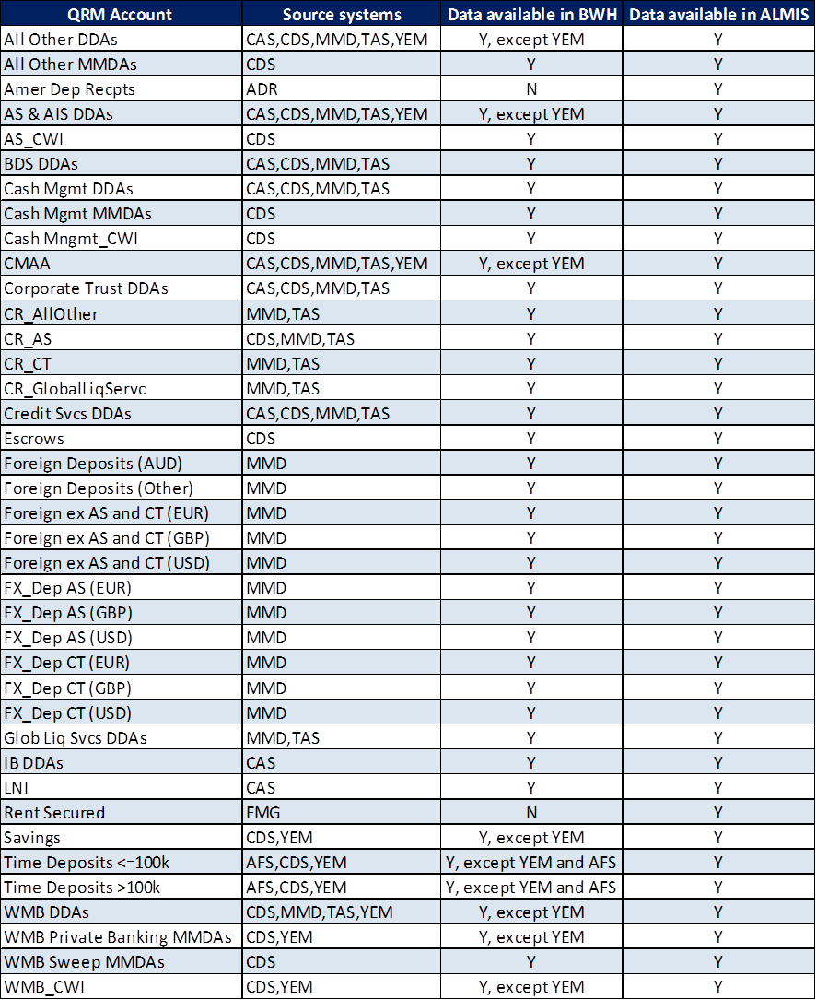 QRM Account Source systems Data available in BWH Data available in ALMIS
All Other DDAs CAS,CDS,MMD,TAS,YEM Y, except YEM Y
All Other MMDAs CDS Y Y
Amer Dep Recpts ADR N Y
AS & AIS DDAs CAS,CDS,MMD,TAS,YEM Y, except YEM Y
AS_CWI CDS Y Y
BDS DDAs CAS,CDS,MMD,TAS Y Y
Cash Mgmt DDAs CAS,CDS,MMD,TAS Y Y
Cash Mgmt MMDAs CDS Y Y
Cash Mngmt_CWI CDS Y Y
CMAA CAS,CDS,MMD,TAS,YEM Y, except YEM Y
Corporate Trust DDAs CAS,CDS,MMD,TAS Y Y
CR_AllOther MMD,TAS Y Y
CR_AS CDS,MMD,TAS Y Y
CR_CT MMD,TAS Y Y
CR_GlobalLiqServc MMD,TAS Y Y
Credit Svcs DDAs CAS,CDS,MMD,TAS Y Y
Escrows CDS Y Y
Foreign Deposits (AUD) MMD Y Y
Foreign Deposits (Other) MMD Y Y
Foreign ex AS and CT (EUR) MMD Y Y
Foreign ex AS and CT (GBP) MMD Y Y
Foreign ex AS and CT (USD) MMD Y Y
FX_Dep AS (EUR) MMD Y Y
FX_Dep AS (GBP) MMD Y Y
FX_Dep AS (USD) MMD Y Y
FX_Dep CT (EUR) MMD Y Y
FX_Dep CT (GBP) MMD Y Y
FX_Dep CT (USD) MMD Y Y
Glob Liq Svcs DDAs MMD,TAS Y Y
IB DDAs CAS Y Y
LNI CAS Y Y
Rent Secured EMG N Y
Savings CDS,YEM Y, except YEM Y
Time Deposits <=100k AFS,CDS,YEM Y, except YEM and AFS Y
Time Deposits >100k AFS,CDS,YEM Y, except YEM and AFS Y
WMB DDAs CDS,MMD,TAS,YEM Y, except YEM Y
WMB Private Banking MMDAs CDS,YEM Y, except YEM Y
WMB Sweep MMDAs CDS Y Y
WMB_CWI CDS,YEM Y, except YEM Y